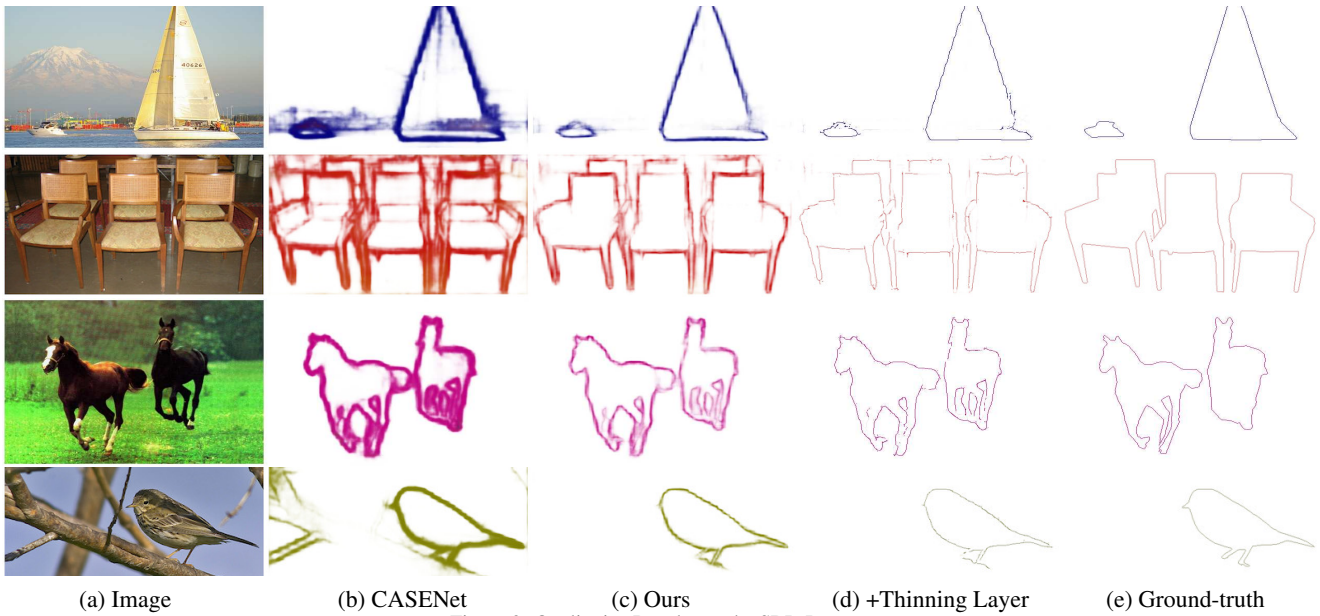 40626
(a) Image
(b) CASENet
(c) Ours
(d) +Thinning Layer
(e) Ground-truth